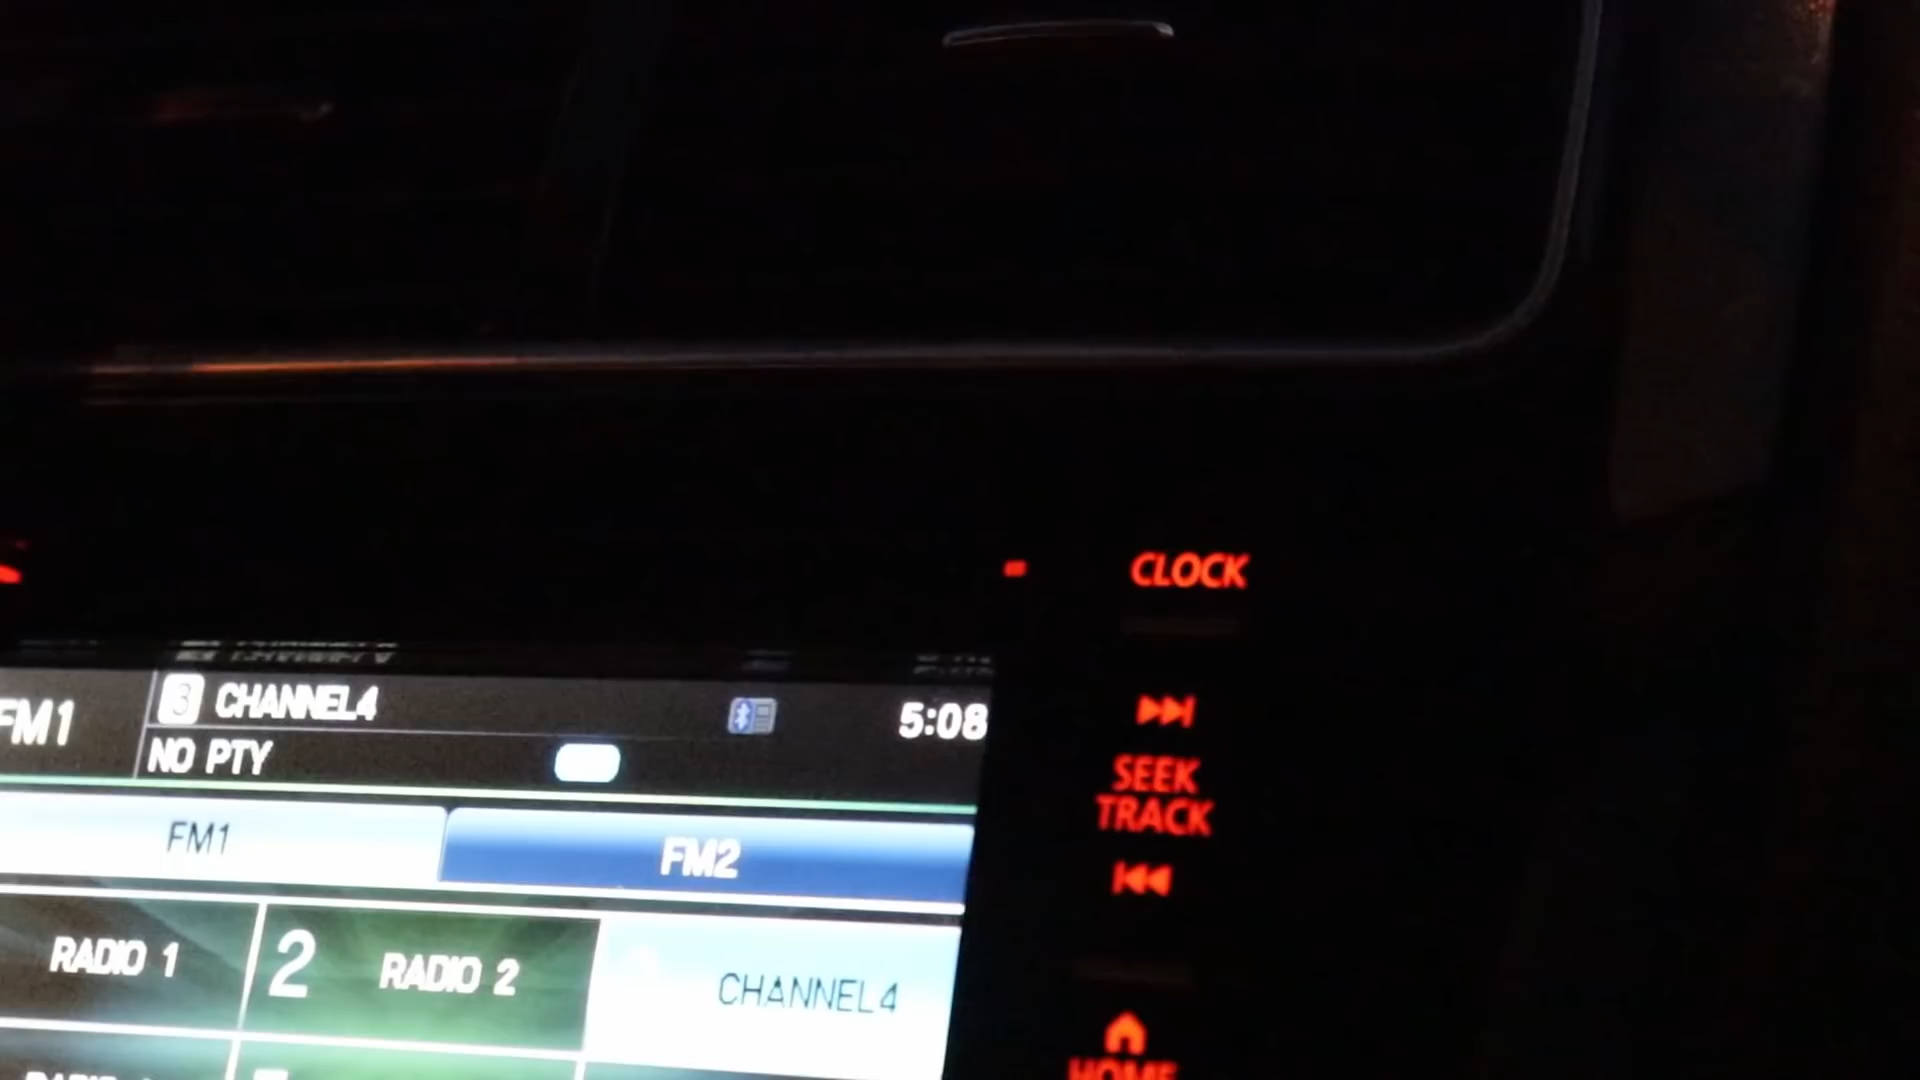 CLOCK
FM1
3 CHANNEL4
5:08
NO PTY
SEEK
TRACK
FM1
FM2
RADIO 1
2 RADIO 2
CHANNEL4
HOME